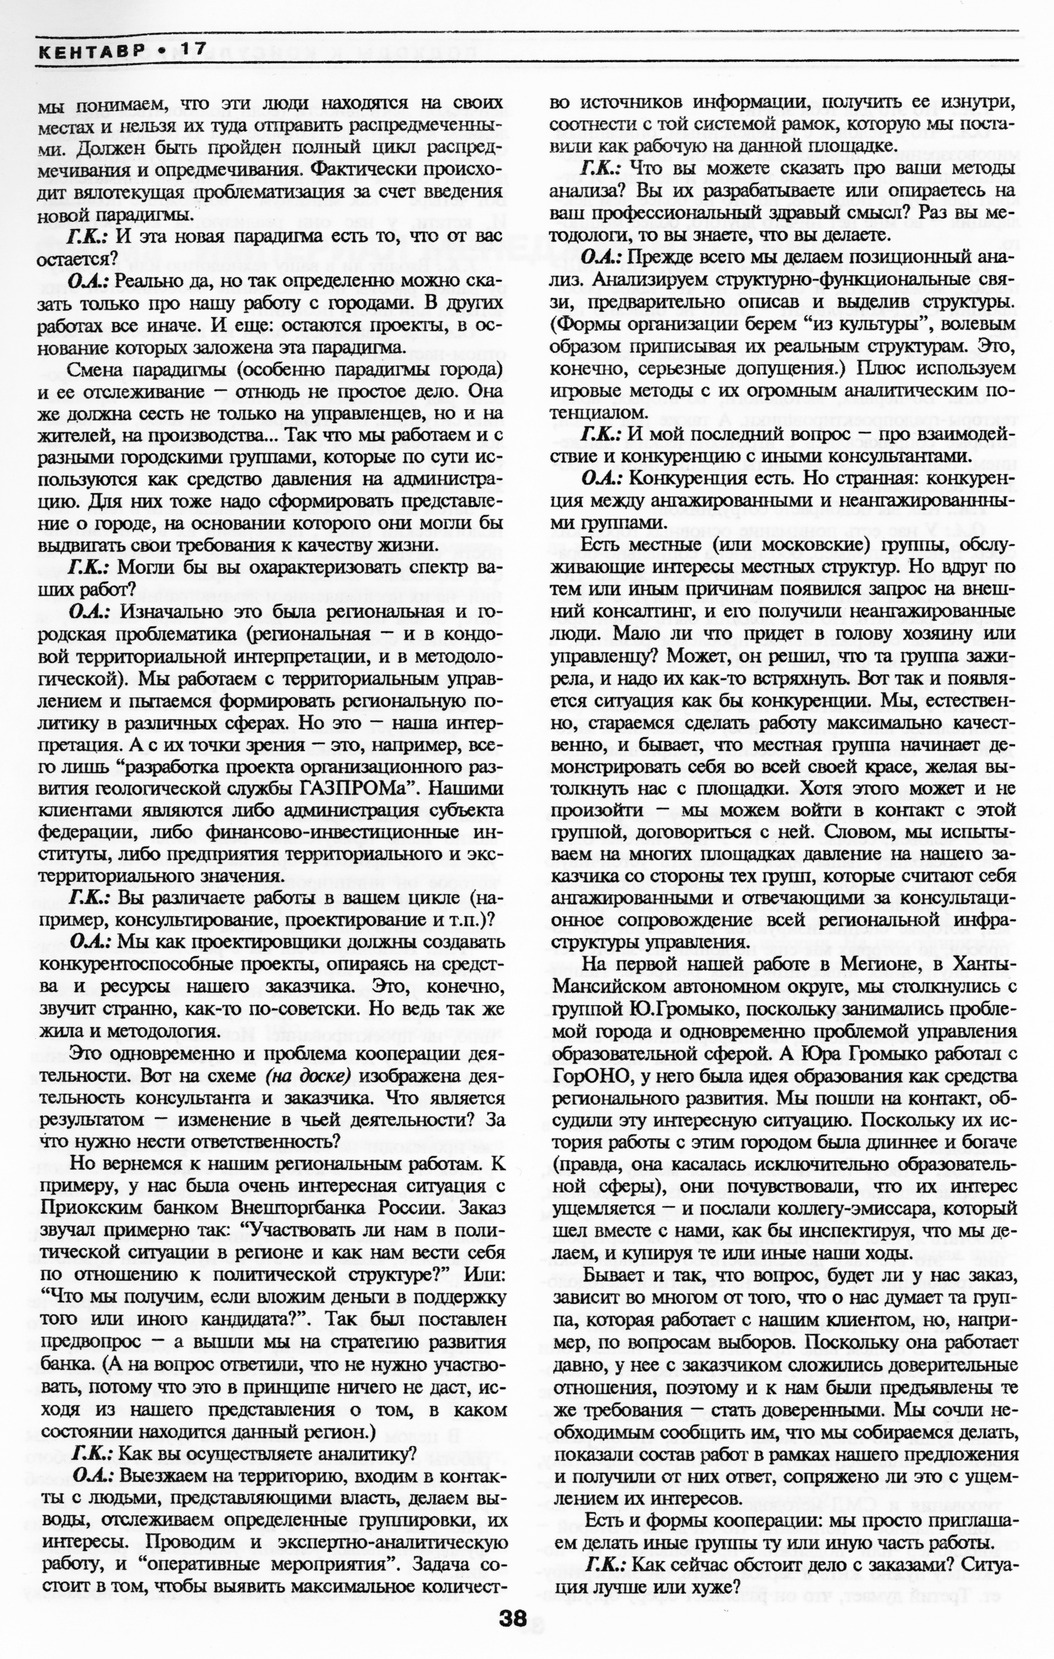 КЕНТАВР • 17
мы понимаем, что эти люди находятся на своих
местах и нельзя их туда отправить распредмеченны-
ми. Должен быть пройден полный цикл распред-
мечивания и опредмечивания. Фактически происхо-
дит вялотекущая проблематизация за счет введения
новой парадигмы.
Г.К.: И эта новая парадигма есть то, что от вас
остается?
О.А.: Реально да, но так определенно можно ска-
зать только про нашу работу с городами. В других
работах все иначе. И еще: остаются проекты, в ос-
нование которых заложена эта парадигма.
Смена парадигмы (особенно парадигмы города)
и ее отслеживание — отнюдь не простое дело. Она
же должна сесть не только на управленцев, но и на
жителей, на производства... Так что мы работаем и с
разными городскими группами, которые по сути ис-
пользуются как средство давления на администра-
цию. Для них тоже надо сформировать представле-
ние о городе, на основании которого они могли бы
выдвигать свои требования к качеству жизни.
Г.К.: Могли бы вы охарактеризовать спектр ва-
ших работ?
О.А.: Изначально это была региональная и го-
родская проблематика (региональная — и в кондо-
вой территориальной интерпретации, и в методоло-
гической). Мы работаем с территориальным управ-
лением и пытаемся формировать региональную по-
литику в различных сферах. Но это — наша интер-
претация. А с их точки зрения — это, например, все-
го лишь “разработка проекта организационного раз-
вития геологической службы ГАЗПРОМа”. Нашими
клиентами являются либо администрация субъекта
федерации, либо финансово-инвестиционные ин-
ституты, либо предприятия территориального и экс-
территориального значения.
Г.К.: Вы различаете работы в вашем цикле (на-
пример, консультирование, проектирование и т.п.)?
О.А.: Мы как проектировщики должны создавать
конкурентоспособные проекты, опираясь на средст-
ва и ресурсы нашего заказчика. Это, конечно,
звучит странно, как-то по-советски. Но ведь так же
жила и методология.
Это одновременно и проблема кооперации дея-
тельности. Вот на схеме (на доске) изображена дея-
тельность консультанта и заказчика. Что является
результатом — изменение в чьей деятельности? За
что нужно нести ответственность?
Но вернемся к нашим региональным работам. К
примеру, у нас была очень интересная ситуация с
Приокским банком Внешторгбанка России. Заказ
звучал примерно так: “Участвовать ли нам в поли-
тической ситуации в регионе и как нам вести себя
по отношению к политической структуре?” Или:
“Что мы получим, если вложим деньги в поддержку
того или иного кандидата?”. Так был поставлен
предвопрос — а вышли мы на стратегию развития
банка. (А на вопрос ответили, что не нужно участво-
вать, потому что это в принципе ничего не даст, ис-
ходя из нашего представления о том, в каком
состоянии находится данный регион.)
Г.К.: Как вы осуществляете аналитику?
О.А.: Выезжаем на территорию, входим в контак-
ты с людьми, представляющими власть, делаем вы-
воды, отслеживаем определенные группировки, их
интересы. Проводим и экспертно-аналитическую
работу, и “оперативные мероприятия”. Задача со-
стоит в том, чтобы выявить максимальное количест-
во источников информации, получить ее изнутри,
соотнести с той системой рамок, которую мы поста-
вили как рабочую на данной площадке.
Г.К.: Что вы можете сказать про ваши методы
анализа? Вы их разрабатываете или опираетесь на
ваш профессиональный здравый смысл? Раз вы ме-
тодологи, то вы знаете, что вы делаете.
О.А.: Прежде всего мы делаем позиционный ана-
лиз. Анализируем структурно-функциональные свя-
зи, предварительно описав и выделив структуры.
(Формы организации берем “из культуры”, волевым
образом приписывая их реальным структурам. Это,
конечно, серьезные допущения.) Плюс используем
игровые методы с их огромным аналитическим по-
тенциалом.
Г.К.: И мой последний вопрос — про взаимодей-
ствие и конкуренцию с иными консультантами.
О.А.: Конкуренция есть. Но странная: конкурен-
ция между ангажированными и неангажированнны-
ми группами.
Есть местные (или московские) группы, обслу-
живающие интересы местных структур. Но вдруг по
тем или иным причинам появился запрос на внеш-
ний консалтинг, и его получили неангажированные
люди. Мало ли что придет в голову хозяину или
управленцу? Может, он решил, что та группа зажи-
рела, и надо их как-то встряхнуть. Вот так и появля-
ется ситуация как бы конкуренции. Мы, естествен-
но, стараемся сделать работу максимально качест-
венно, и бывает, что местная группа начинает де-
монстрировать себя во всей своей красе, желая вы-
толкнуть нас с площадки. Хотя этого может и не
произойти — мы можем войти в контакт с этой
группой, договориться с ней. Словом, мы испыты-
ваем на многих площадках давление на нашего за-
казчика со стороны тех групп, которые считают себя
ангажированными и отвечающими за консультаци-
онное сопровождение всей региональной инфра-
структуры управления.
На первой нашей работе в Мегионе, в Ханты-
Мансийском автономном округе, мы столкнулись с
группой Ю.Громыко, поскольку занимались пробле-
мой города и одновременно проблемой управления
образовательной сферой. А Юра Громыко работал с
ГорОНО, у него была идея образования как средства
регионального развития. Мы пошли на контакт, об-
судили эту интересную ситуацию. Поскольку их ис-
тория работы с этим городом была длиннее и богаче
(правда, она касалась исключительно образователь-
ной сферы), они почувствовали, что их интерес
ущемляется — и послали коллегу-эмиссара, который
шел вместе с нами, как бы инспектируя, что мы де-
лаем, и купируя те или иные наши ходы.
Бывает и так, что вопрос, будет ли у нас заказ,
зависит во многом от того, что о нас думает та груп-
па, которая работает с нашим клиентом, но, напри-
мер, по вопросам выборов. Поскольку она работает
давно, у нее с заказчиком сложились доверительные
отношения, поэтому и к нам были предъявлены те
же требования — стать доверенными. Мы сочли не-
обходимым сообщить им, что мы собираемся делать,
показали состав работ в рамках нашего предложения
и получили от них ответ, сопряжено ли это с ущем-
лением их интересов.
Есть и формы кооперации: мы просто приглаша-
ем делать иные группы ту или иную часть работы.
Г.К.: Как сейчас обстоит дело с заказами? Ситуа-
ция лучше или хуже?
38